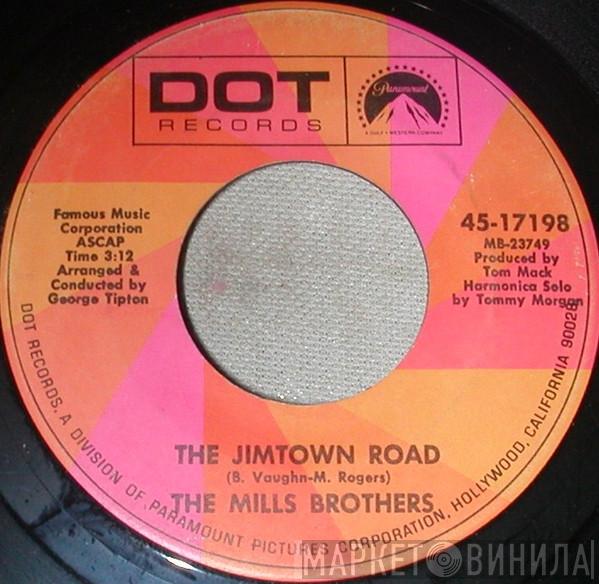 DOT
RECORDS
Paramount
A GULF + WESTERN COMPANY
Famous Music
Corporation
ASCAP
Time 3:12
Arranged &
Conducted by
George Tipton
45-17198
MB-23749
Produced by
Tom Mack
Harmonica Solo
by Tommy Morgan
THE JIMTOWN ROAD
(B. Vaughn-M. Rogers)
THE MILLS BROTHERS
DOT RECORDS, A DIVISION OF PARAMOUNT PICTURES CORPORATION, HOLLYWOOD, CALIFORNIA 90028
МАРКЕТ ВИНИЛА!